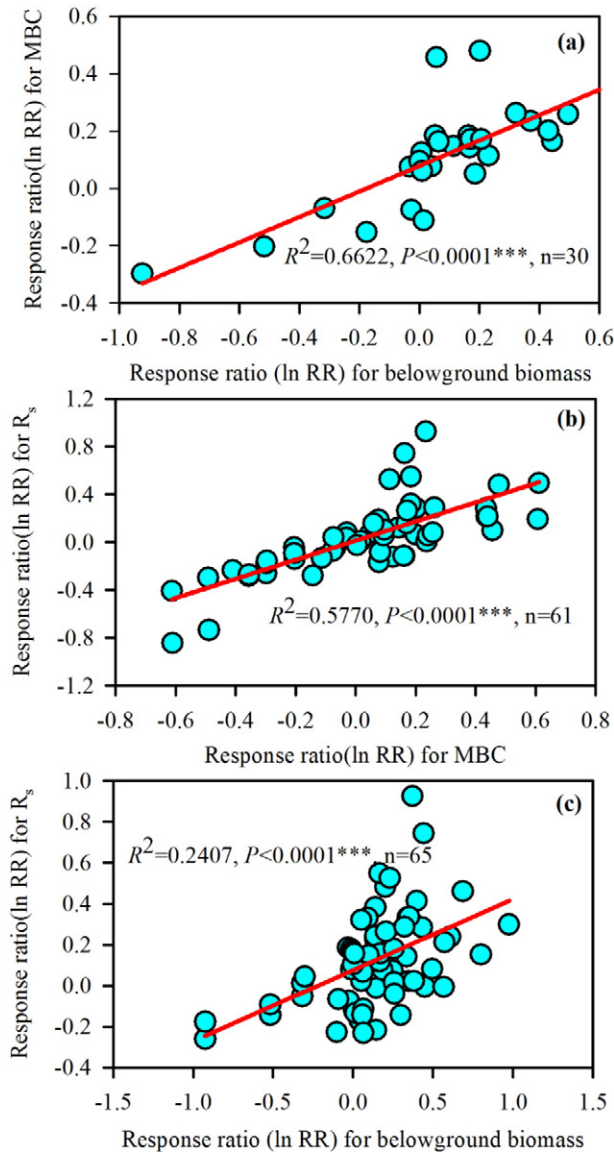 (a)
Response ratio(ln RR) for MBC
0.6
0.4
0.2
0.0
-0.2
-0.4
R²=0.6622, P<0.0001***, n=30
-1.0 -0.8 -0.6 -0.4 -0.2 0.0 0.2 0.4 0.6
Response ratio (ln RR) for belowground biomass
(b)
Response ratio(ln RR) for Rs
1.2
0.8
0.4
0.0
-0.4
-0.8
-1.2
R²=0.5770, P<0.0001***, n=61
-0.8 -0.6 -0.4 -0.2 0.0 0.2 0.4 0.6 0.8
Response ratio(ln RR) for MBC
(c)
Response ratio(ln RR) for Rs
1.0
0.8
0.6
0.4
0.2
0.0
-0.2
-0.4
R²=0.2407, P<0.0001***, n=65
-1.5 -1.0 -0.5 0.0 0.5 1.0 1.5
Response ratio (ln RR) for belowground biomass